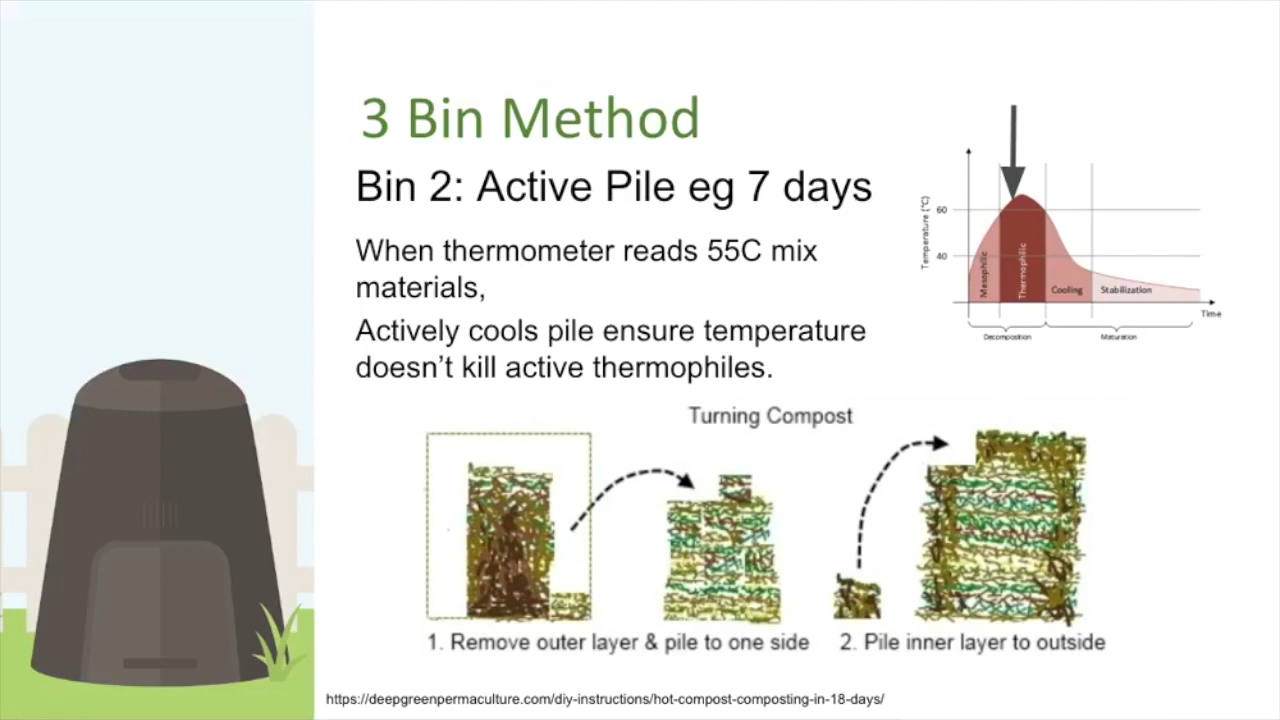 3 Bin Method
Bin 2: Active Pile eg 7 days
When thermometer reads 55C mix
materials,
Actively cools pile ensure temperature
doesn’t kill active thermophiles.
Temperature (°C)
60
40
Mesophilic
Thermophilic
Cooling
Stabilization
Time
Decomposition
Maturation
Turning Compost
1. Remove outer layer & pile to one side
2. Pile inner layer to outside
https://deepgreenpermaculture.com/diy-instructions/hot-compost-composting-in-18-days/